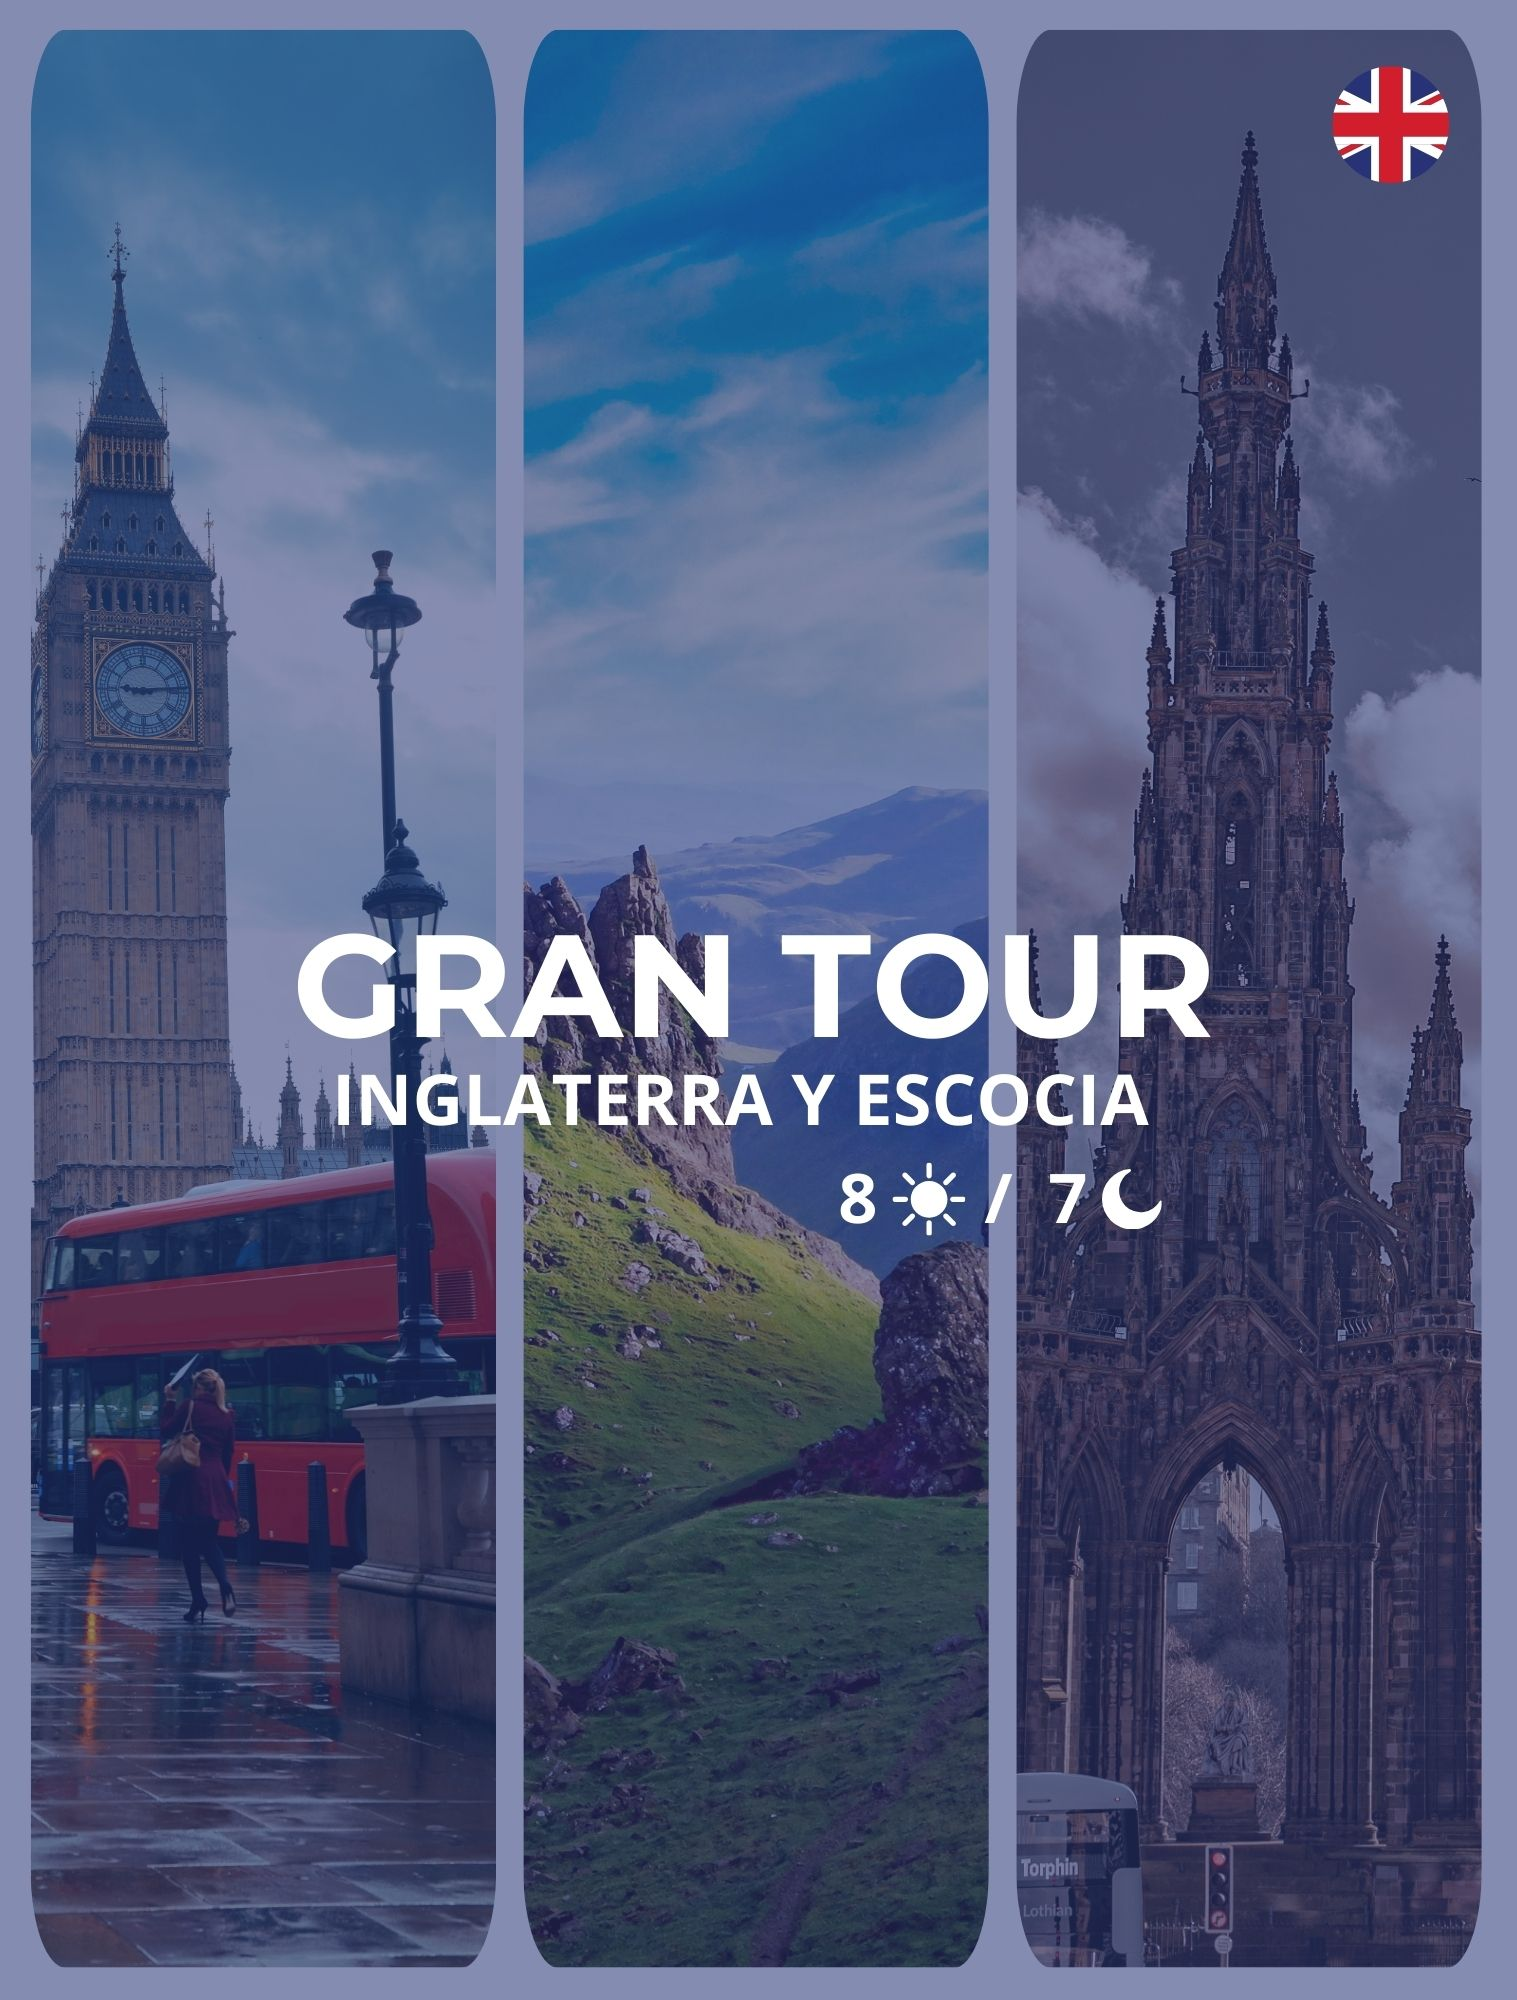 GRAN TOUR
INGLATERRA Y ESCOCIA
8 / 7
Torphin
Lothian